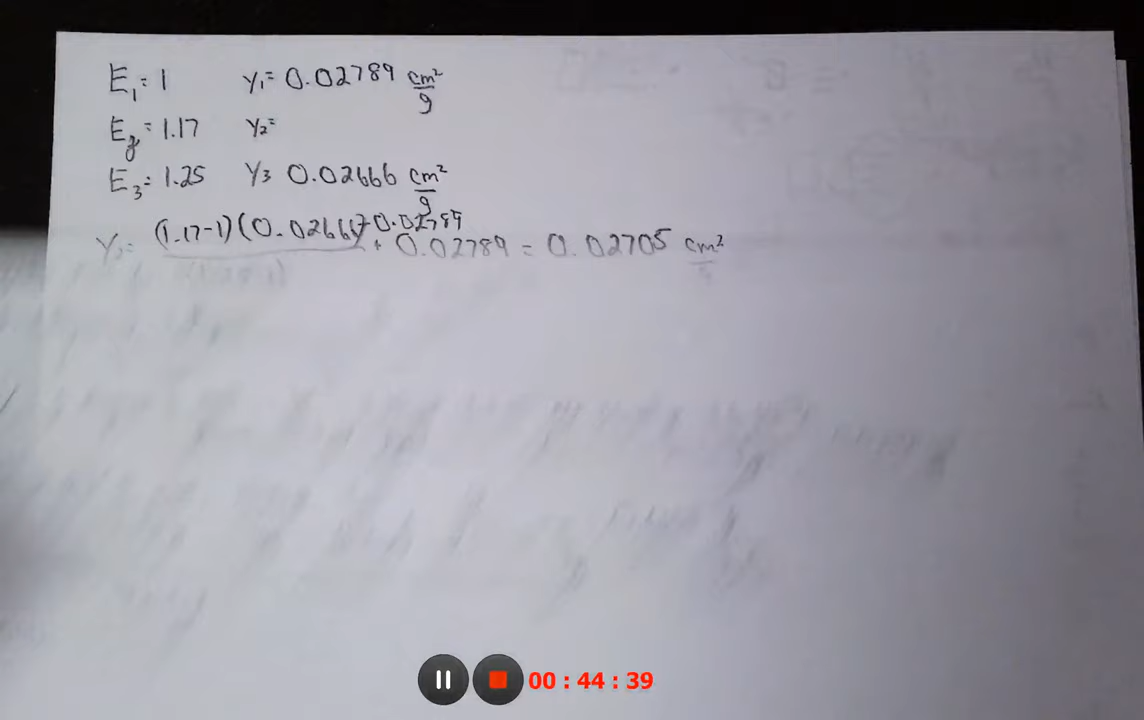 E₁=1 y₁= 0.02789 cm²/g
E₂=1.17 y₂=
E₃=1.25 y₃ 0.02666 cm²/g
y₂= (1.17-1)(0.02666-0.02789 + 0.02789 = 0.02705 cm²
00 : 44 : 39